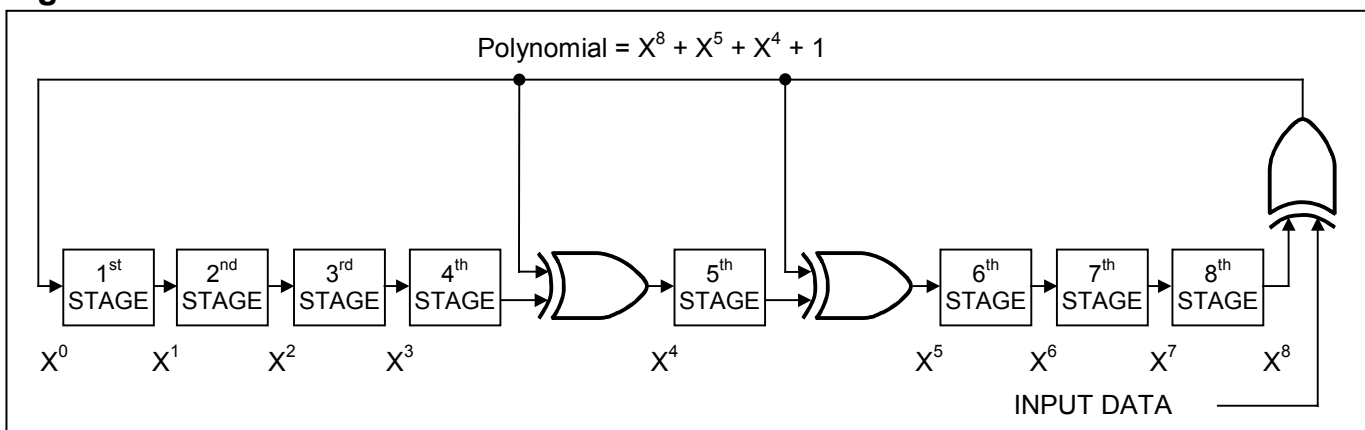 Polynomial = X⁸ + X⁵ + X⁴ + 1
1ˢᵗ STAGE
2ⁿᵈ STAGE
3ʳᵈ STAGE
4ᵗʰ STAGE
5ᵗʰ STAGE
6ᵗʰ STAGE
7ᵗʰ STAGE
8ᵗʰ STAGE
X⁰ X¹ X² X³ X⁴ X⁵ X⁶ X⁷ X⁸
INPUT DATA